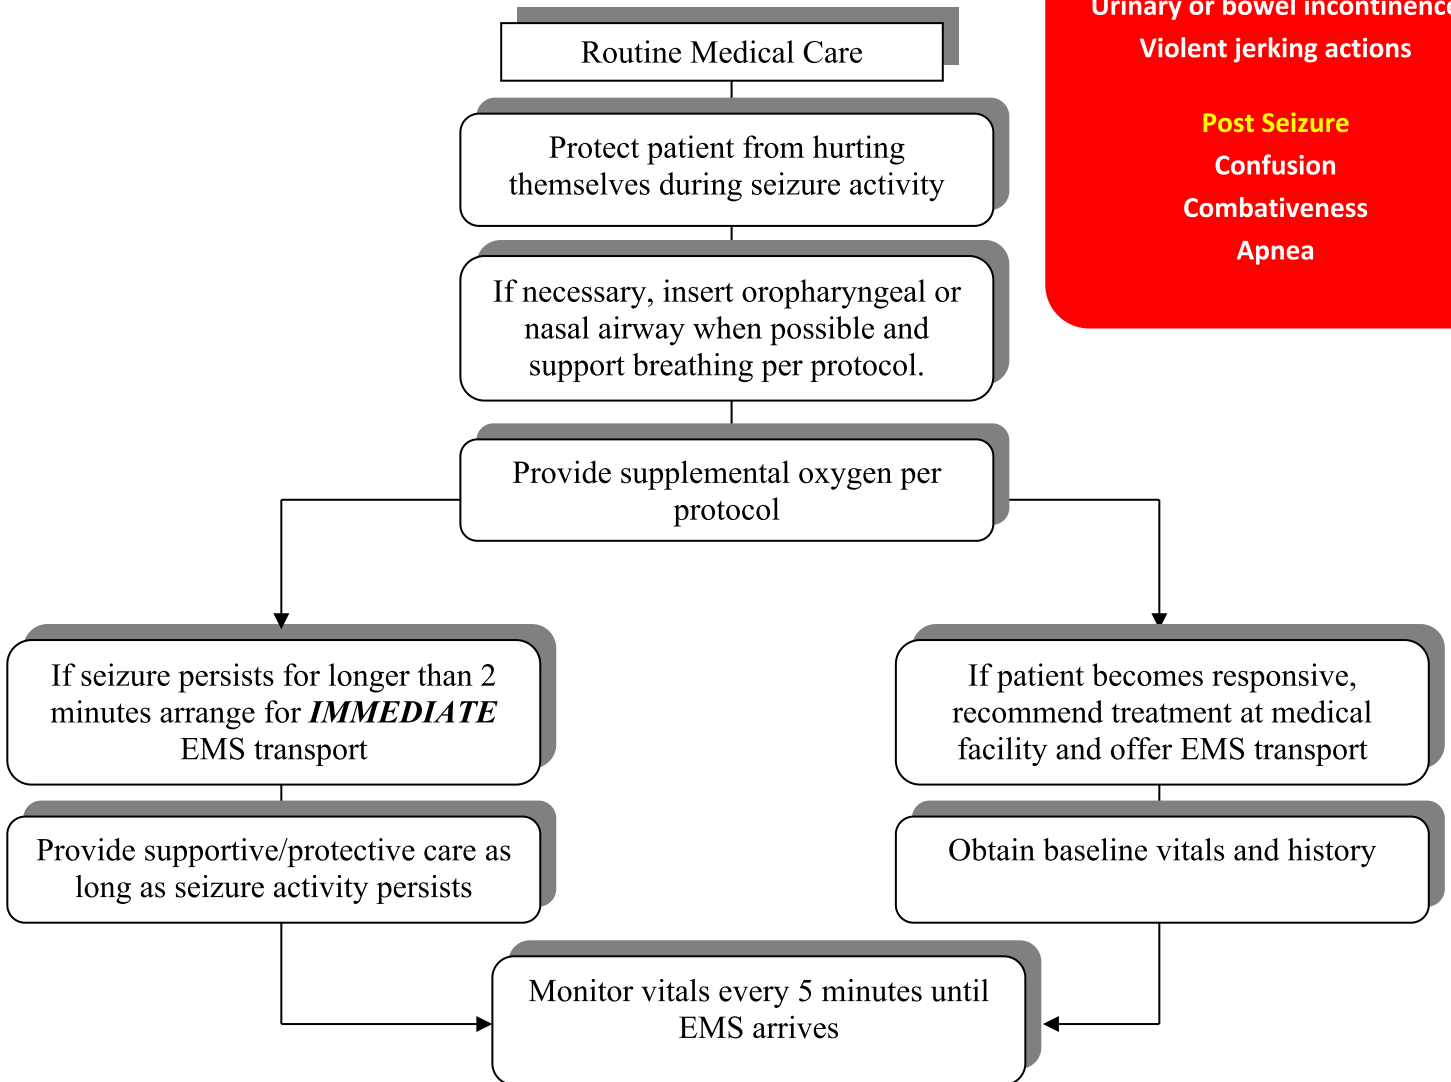 Routine Medical Care
Protect patient from hurting
themselves during seizure activity
If necessary, insert oropharyngeal or
nasal airway when possible and
support breathing per protocol.
Provide supplemental oxygen per
protocol
If seizure persists for longer than 2
minutes arrange for IMMEDIATE
EMS transport
Provide supportive/protective care as
long as seizure activity persists
If patient becomes responsive,
recommend treatment at medical
facility and offer EMS transport
Obtain baseline vitals and history
Monitor vitals every 5 minutes until
EMS arrives
Urinary or bowel incontinence
Violent jerking actions
Post Seizure
Confusion
Combativeness
Apnea